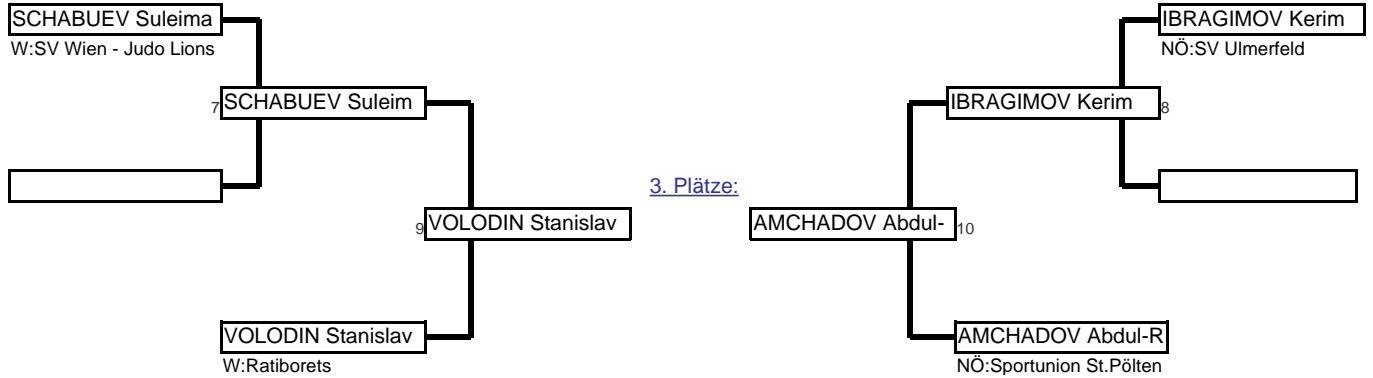 SCHABUEV Suleima
IBRAGIMOV Kerim
W:SV Wien - Judo Lions
NÖ:SV Ulmerfeld
7
SCHABUEV Suleim
IBRAGIMOV Kerim
8
3. Plätze:
9
VOLODIN Stanislav
AMCHADOV Abdul-
10
VOLODIN Stanislav
AMCHADOV Abdul-R
W:Ratiborets
NÖ:Sportunion St.Pölten